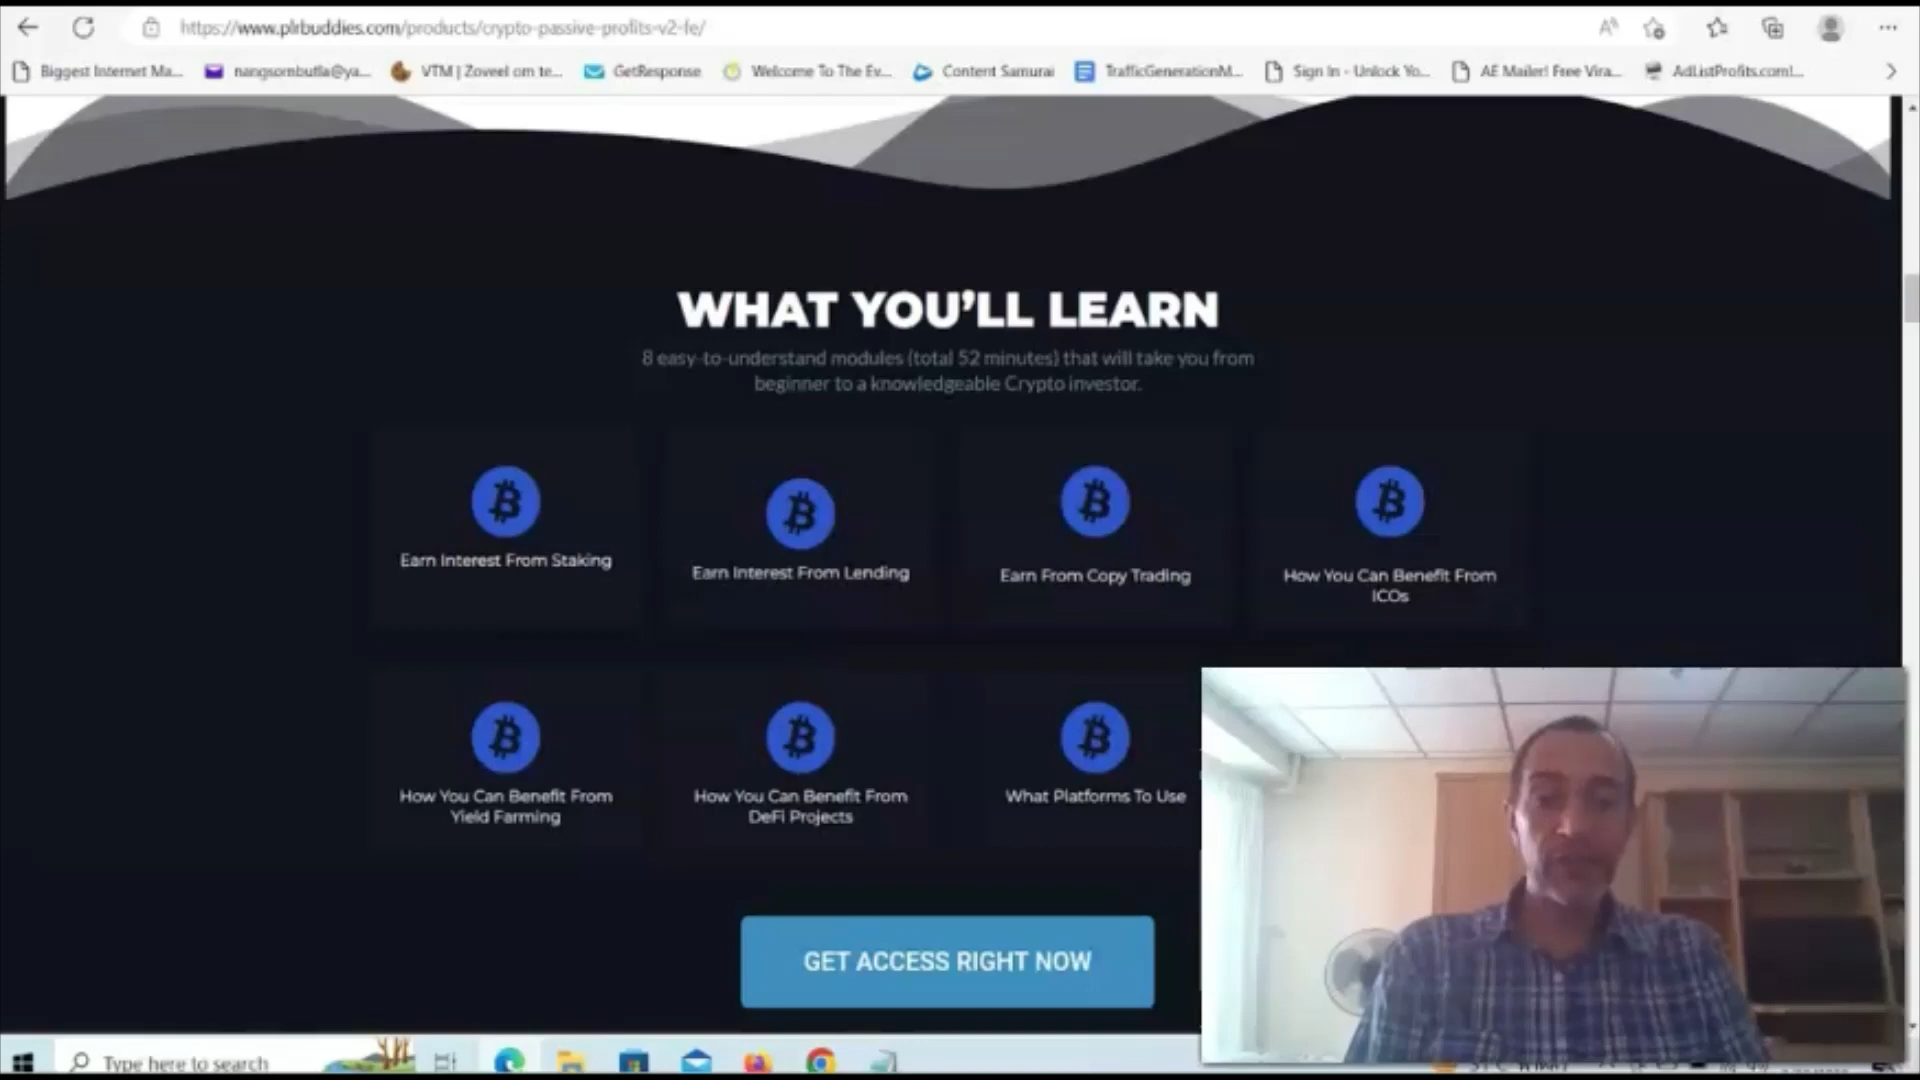 https://www.plrbuddies.com/products/crypto-passive-profits-v2-fe/
Biggest Internet Ma... nangsombutla@ya... VTM | Zoveel om te... GetResponse Welcome To The Ev... Content Samurai TrafficGenerationM... Sign In - Unlock Yo... AE Mailer! Free Vira... AdListProfits.com!...
WHAT YOU'LL LEARN
8 easy-to-understand modules (total 52 minutes) that will take you from
beginner to a knowledgeable Crypto investor.
Earn Interest From Staking
Earn Interest From Lending
Earn From Copy Trading
How You Can Benefit From
ICOs
How You Can Benefit From
Yield Farming
How You Can Benefit From
DeFi Projects
What Platforms To Use
GET ACCESS RIGHT NOW
Type here to search